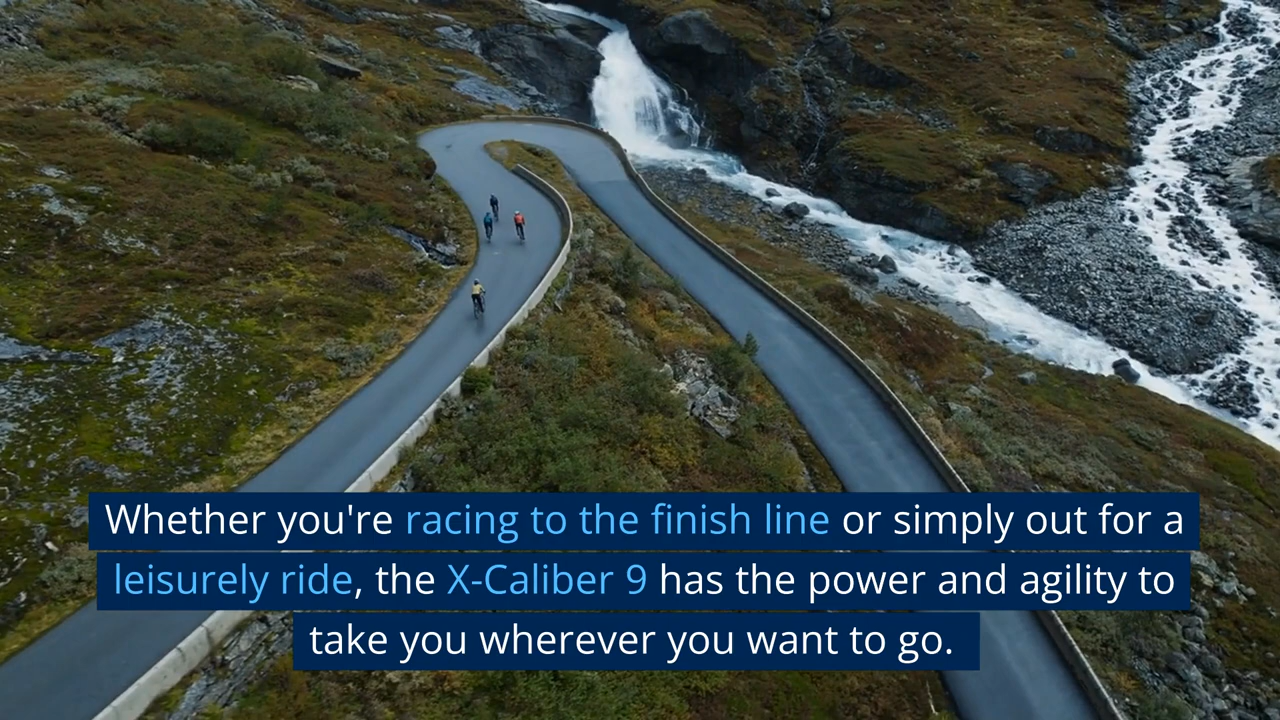 Whether you're racing to the finish line or simply out for a
leisurely ride, the X-Caliber 9 has the power and agility to
take you wherever you want to go.